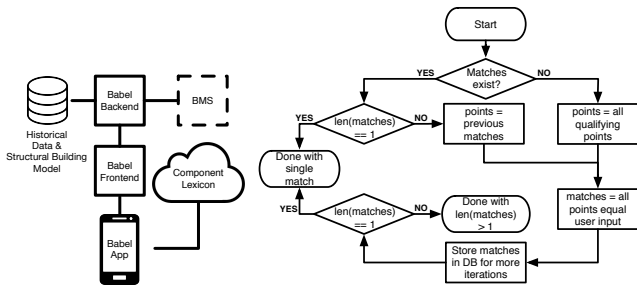 Babel
Backend
BMS
Historical
Data &
Structural Building
Model
Babel
Frontend
Component
Lexicon
Babel
App
Start
Matches
exist?
YES
NO
len(matches)
== 1
YES
NO
points =
previous
matches
points = all
qualifying
points
Done with
single
match
matches = all
points equal
user input
len(matches)
== 1
YES
NO
Done with
len(matches)
> 1
Store matches
in DB for more
iterations